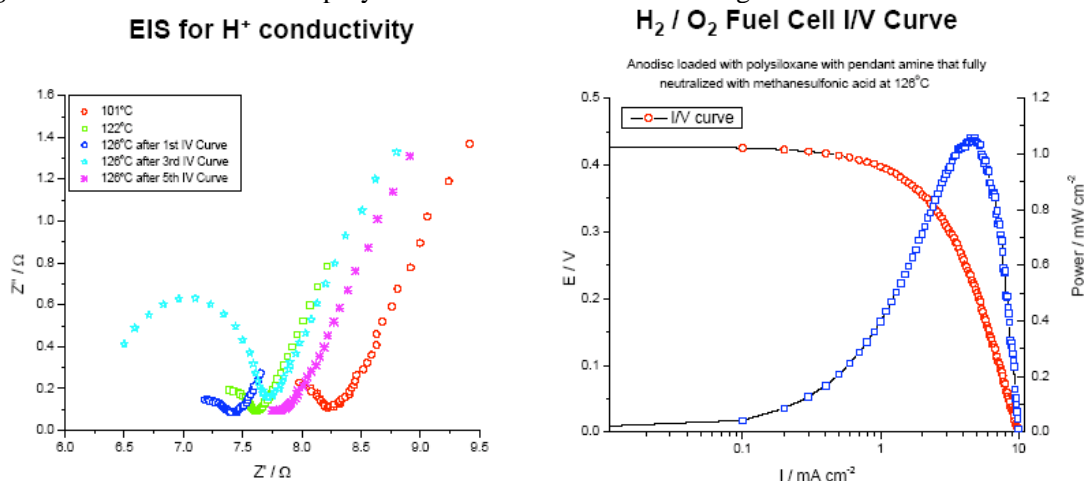 EIS for H⁺ conductivity
1.6
1.4
1.2
1.0
0.8
0.6
0.4
0.2
0.0
Z'' / Ω
101ºC
122ºC
126ºC after 1st IV Curve
126ºC after 3rd IV Curve
126ºC after 5th IV Curve
6.0 6.5 7.0 7.5 8.0 8.5 9.0 9.5
Z' / Ω
H₂ / O₂ Fuel Cell I/V Curve
Anodisc loaded with polysiloxane with pendant amine that fully
neutralized with methanesulfonic acid at 126°C
0.5
0.4
0.3
0.2
0.1
0.0
E / V
I/V curve
1.2
1.0
0.8
0.6
0.4
0.2
0.0
Power / mW cm⁻²
0.1 1 10
I / mA cm⁻²